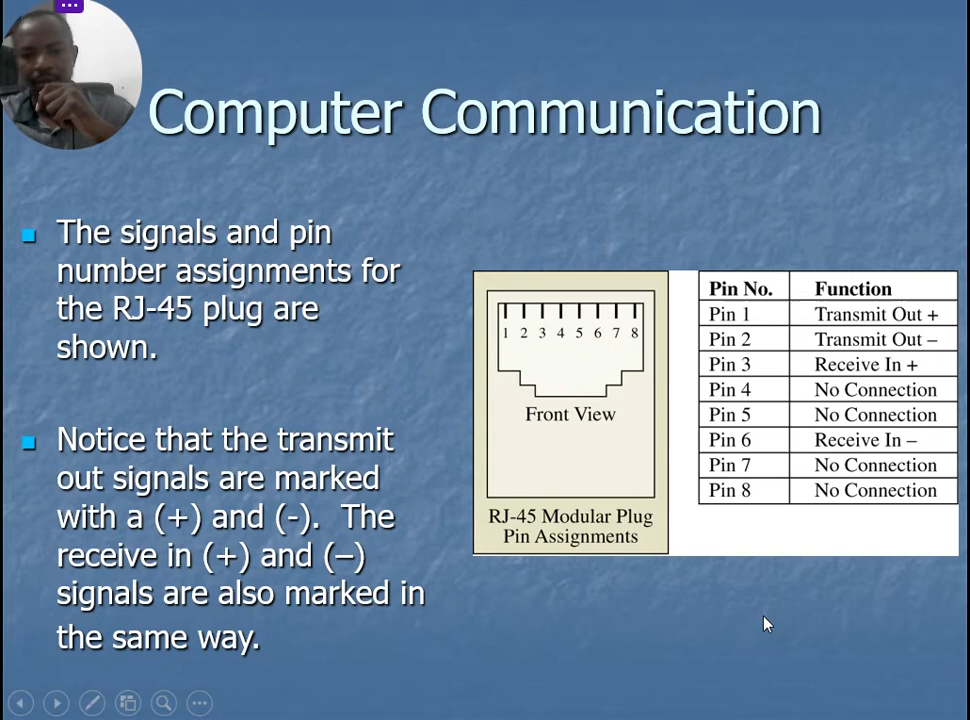 Computer Communication
The signals and pin
number assignments for
the RJ-45 plug are
shown.
Notice that the transmit
out signals are marked
with a (+) and (-). The
receive in (+) and (–)
signals are also marked in
the same way.
1 2 3 4 5 6 7 8
Front View
RJ-45 Modular Plug
Pin Assignments
Pin No. Function
Pin 1 Transmit Out +
Pin 2 Transmit Out –
Pin 3 Receive In +
Pin 4 No Connection
Pin 5 No Connection
Pin 6 Receive In –
Pin 7 No Connection
Pin 8 No Connection